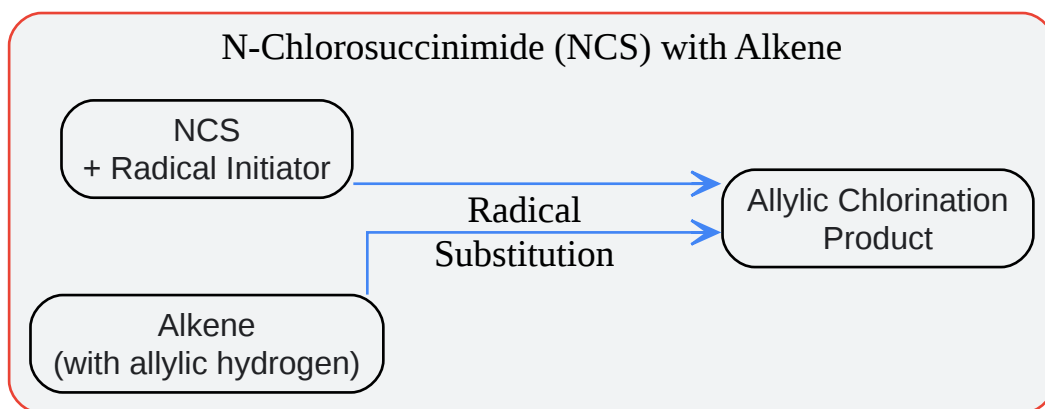 N-Chlorosuccinimide (NCS) with Alkene
NCS
+ Radical Initiator
Radical
Substitution
Allylic Chlorination
Product
Alkene
(with allylic hydrogen)